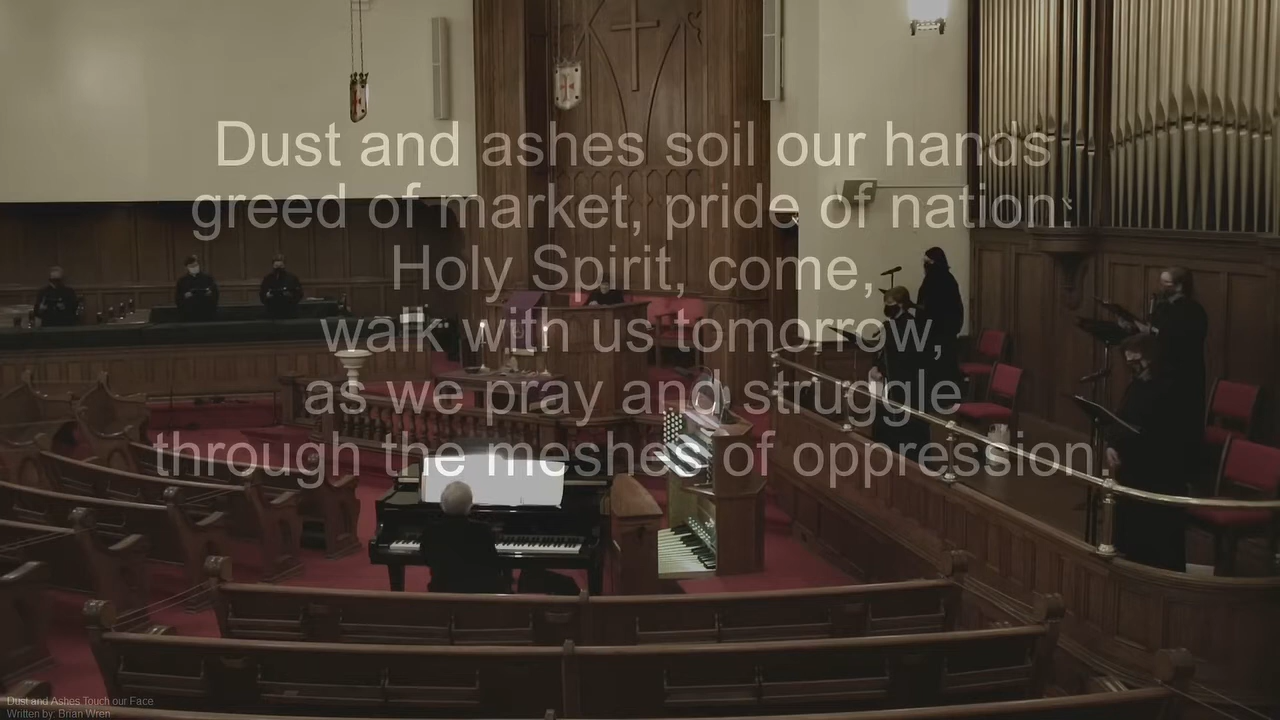 Dust and ashes soil our hands
greed of market, pride of nation
Holy Spirit, come,
walk with us tomorrow,
as we pray and struggle
through the meshes of oppression
Dust and Ashes Touch our Face
Written by: Brian Wren